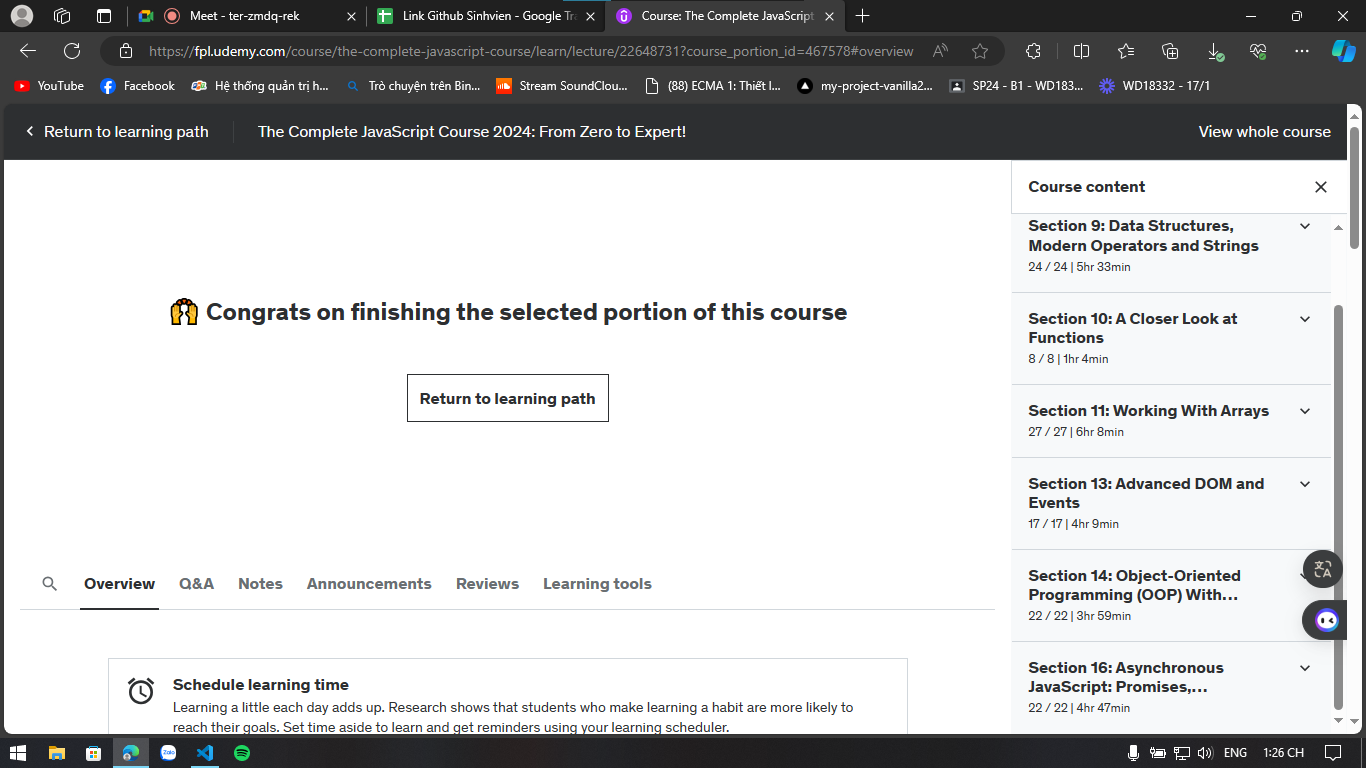 Meet - ter-zmdq-rek
Link Github Sinhvien - Google Tra
Course: The Complete JavaScript
https://fpl.udemy.com/course/the-complete-javascript-course/learn/lecture/22648731?course_portion_id=467578#overview
YouTube
Facebook
Hệ thống quản trị h...
Trò chuyện trên Bin...
Stream SoundClou...
(88) ECMA 1: Thiết l...
my-project-vanilla2...
SP24 - B1 - WD183...
WD18332 - 17/1
Return to learning path
The Complete JavaScript Course 2024: From Zero to Expert!
View whole course
Congrats on finishing the selected portion of this course
Return to learning path
Overview
Q&A
Notes
Announcements
Reviews
Learning tools
Schedule learning time
Learning a little each day adds up. Research shows that students who make learning a habit are more likely to
reach their goals. Set time aside to learn and get reminders using your learning scheduler.
Course content
Section 9: Data Structures,
Modern Operators and Strings
24 / 24 | 5hr 33min
Section 10: A Closer Look at
Functions
8 / 8 | 1hr 4min
Section 11: Working With Arrays
27 / 27 | 6hr 8min
Section 13: Advanced DOM and
Events
17 / 17 | 4hr 9min
Section 14: Object-Oriented
Programming (OOP) With...
22 / 22 | 3hr 59min
Section 16: Asynchronous
JavaScript: Promises,...
22 / 22 | 4hr 47min
Zalo
ENG
1:26 CH